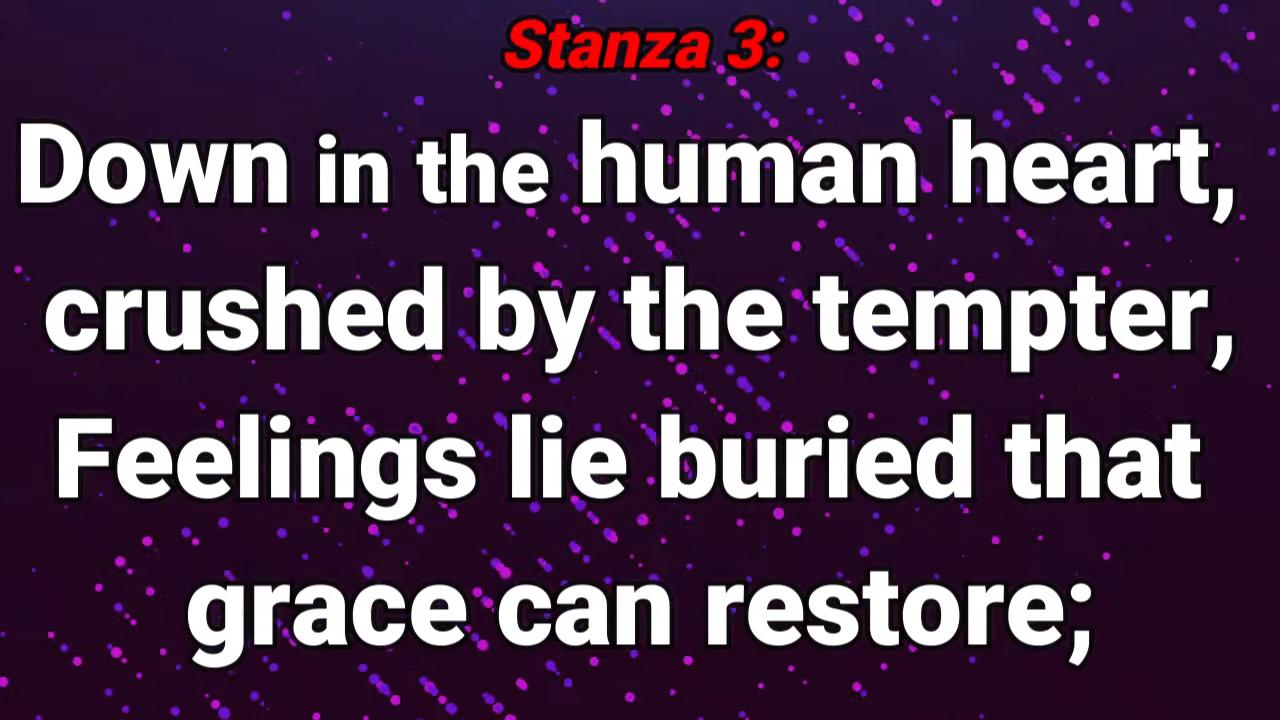 Stanza 3:
Down in the human heart,
crushed by the tempter,
Feelings lie buried that
grace can restore;